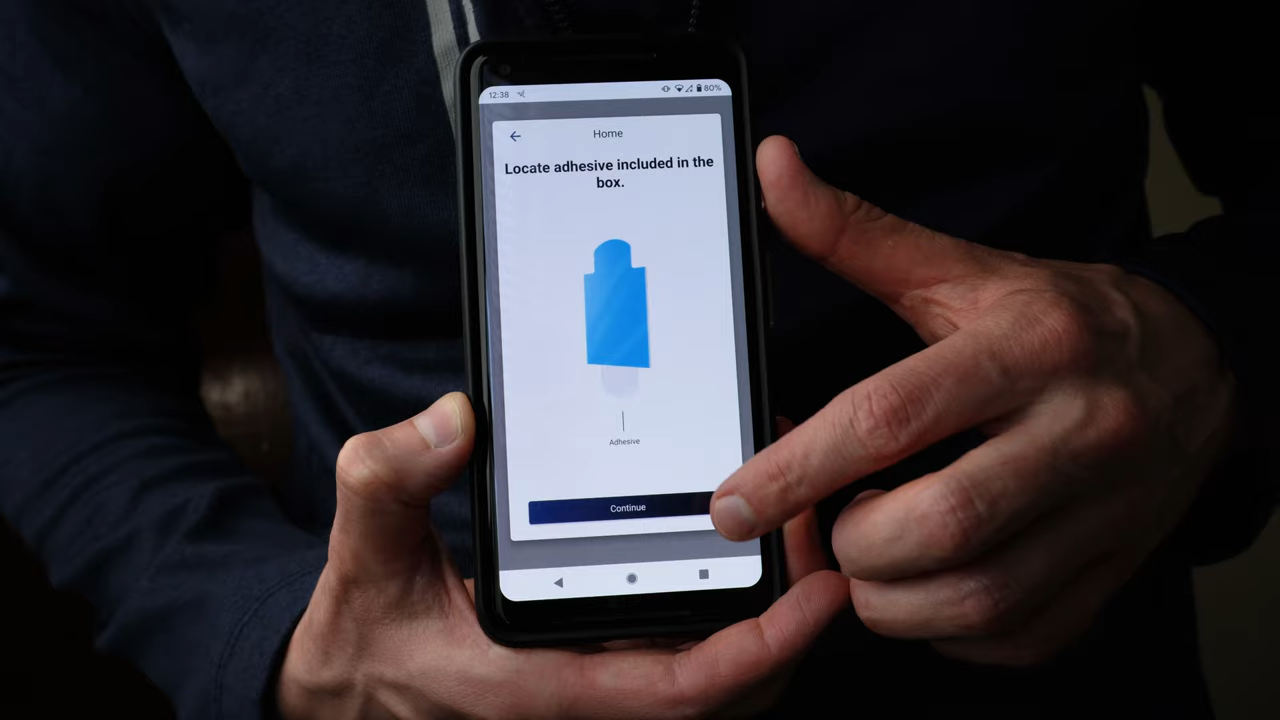 12:38 80%
Home
Locate adhesive included in the
box.
Adhesive
Continue